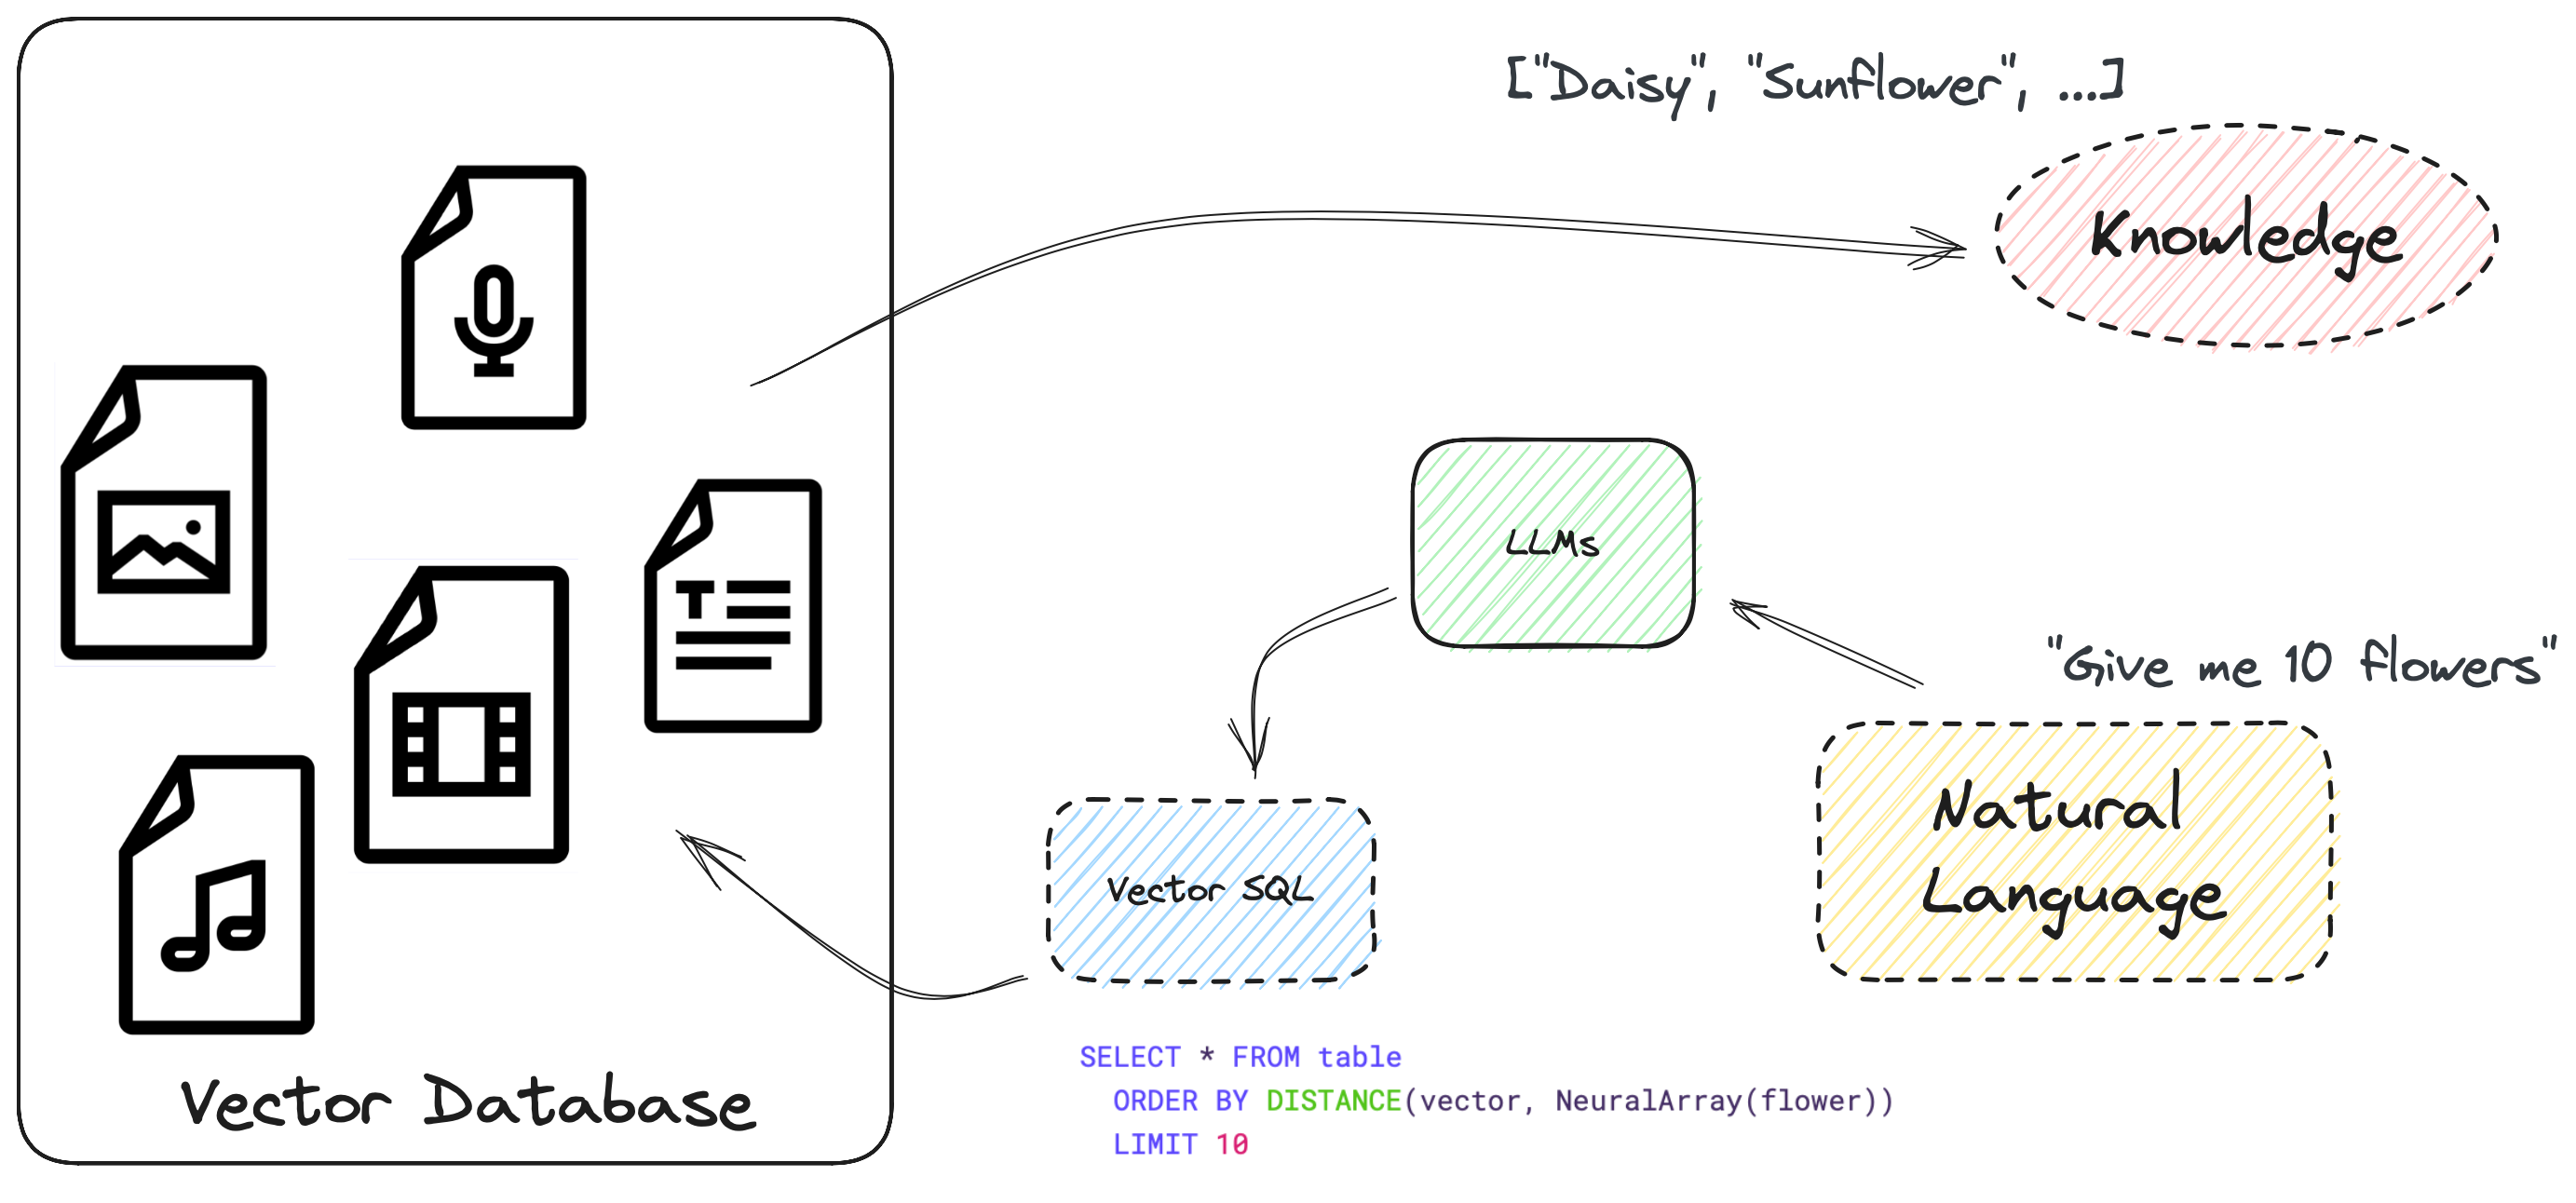 ["Daisy", "Sunflower", ...]
Knowledge
LLMs
"Give me 10 flowers"
Natural
Language
Vector SQL
SELECT * FROM table
ORDER BY DISTANCE(vector, NeuralArray(flower))
LIMIT 10
Vector Database
T